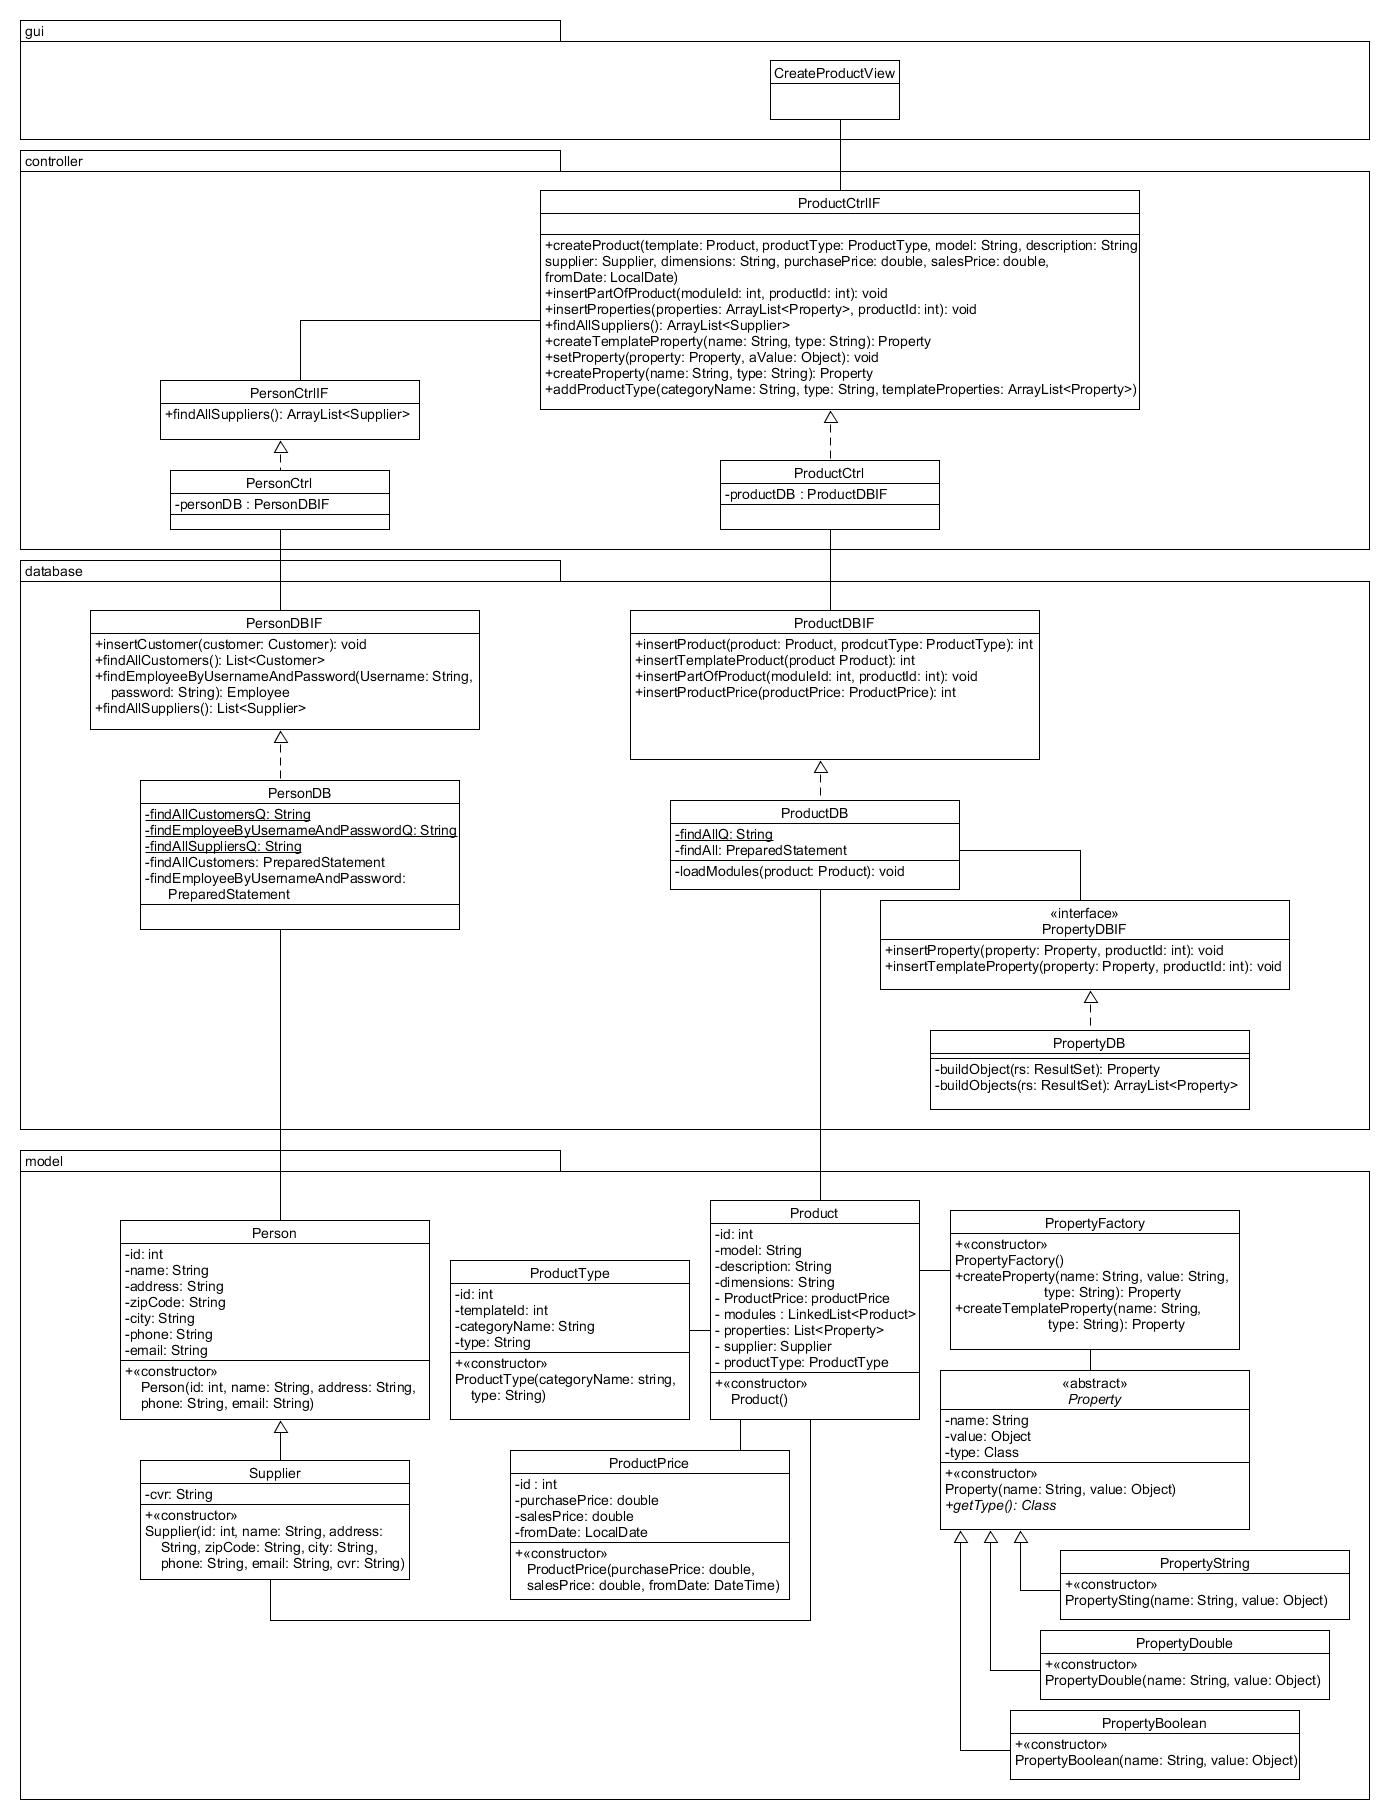 gui
CreateProductView
controller
ProductCtrlIF
+createProduct(template: Product, productType: ProductType, model: String, description: String
supplier: Supplier, dimensions: String, purchasePrice: double, salesPrice: double,
fromDate: LocalDate)
+insertPartOfProduct(moduleId: int, productId: int): void
+insertProperties(properties: ArrayList<Property>, productId: int): void
+findAllSuppliers(): ArrayList<Supplier>
+createTemplateProperty(name: String, type: String): Property
+setProperty(property: Property, aValue: Object): void
+createProperty(name: String, type: String): Property
+addProductType(categoryName: String, type: String, templateProperties: ArrayList<Property>)
PersonCtrlIF
+findAllSuppliers(): ArrayList<Supplier>
PersonCtrl
-personDB : PersonDBIF
ProductCtrl
-productDB : ProductDBIF
database
PersonDBIF
+insertCustomer(customer: Customer): void
+findAllCustomers(): List<Customer>
+findEmployeeByUsernameAndPassword(Username: String,
password: String): Employee
+findAllSuppliers(): List<Supplier>
ProductDBIF
+insertProduct(product: Product, prodcutType: ProductType): int
+insertTemplateProduct(product Product): int
+insertPartOfProduct(moduleId: int, productId: int): void
+insertProductPrice(productPrice: ProductPrice): int
PersonDB
-findAllCustomersQ: String
-findEmployeeByUsernameAndPasswordQ: String
-findAllSuppliersQ: String
-findAllCustomers: PreparedStatement
-findEmployeeByUsernameAndPassword:
PreparedStatement
ProductDB
-findAllQ: String
-findAll: PreparedStatement
-loadModules(product: Product): void
«interface»
PropertyDBIF
+insertProperty(property: Property, productId: int): void
+insertTemplateProperty(property: Property, productId: int): void
PropertyDB
-buildObject(rs: ResultSet): Property
-buildObjects(rs: ResultSet): ArrayList<Property>
model
Person
-id: int
-name: String
-address: String
-zipCode: String
-city: String
-phone: String
-email: String
+«constructor»
Person(id: int, name: String, address: String,
phone: String, email: String)
ProductType
-id: int
-templateId: int
-categoryName: String
-type: String
+«constructor»
ProductType(categoryName: string,
type: String)
Product
-id: int
-model: String
-description: String
-dimensions: String
- ProductPrice: productPrice
- modules : LinkedList<Product>
- properties: List<Property>
- supplier: Supplier
- productType: ProductType
+«constructor»
Product()
PropertyFactory
+«constructor»
PropertyFactory()
+createProperty(name: String, value: String,
type: String): Property
+createTemplateProperty(name: String,
type: String): Property
«abstract»
Property
-name: String
-value: Object
-type: Class
+«constructor»
Property(name: String, value: Object)
+getType(): Class
Supplier
-cvr: String
+«constructor»
Supplier(id: int, name: String, address:
String, zipCode: String, city: String,
phone: String, email: String, cvr: String)
ProductPrice
-id : int
-purchasePrice: double
-salesPrice: double
-fromDate: LocalDate
+«constructor»
ProductPrice(purchasePrice: double,
salesPrice: double, fromDate: DateTime)
PropertyString
+«constructor»
PropertySting(name: String, value: Object)
PropertyDouble
+«constructor»
PropertyDouble(name: String, value: Object)
PropertyBoolean
+«constructor»
PropertyBoolean(name: String, value: Object)